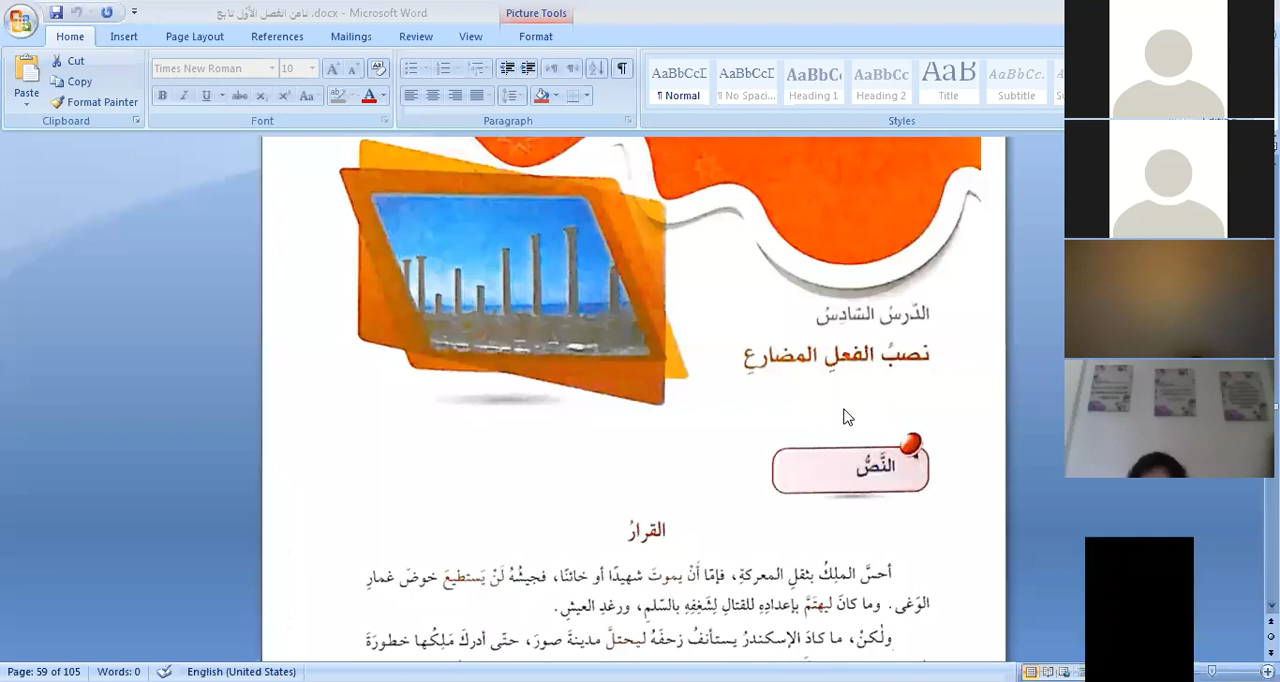 ثامن الفصل الأول تابع .docx - Microsoft Word
Picture Tools
Home Insert Page Layout References Mailings Review View Format
Paste
Cut
Copy
Format Painter
Clipboard
Times New Roman 10
Font
Paragraph
AaBbCcI AaBbCcI AaBbC AaBbCc AaB AaBbCc.
¶ Normal ¶ No Spaci... Heading 1 Heading 2 Title Subtitle
Styles
الدّرسُ السّادِسُ
نصبُ الفعلِ المضارعِ
النَّصُّ
القرارُ
أحسَّ الملِكُ بثقلِ المعركةِ، فإمّا أَنْ يموتَ شهيدًا أو خائنًا، فجيشُهُ لَنْ يَستطيعَ خوضَ غمارِ
الوَغى. وما كانَ ليهتَمَّ بإعدادِهِ للقتالِ لِشَغفِهِ بالسّلمِ، ورغدِ العيشِ.
ولٰكنْ، ما كادَ الإسكندرُ يستأنفُ زحفَهُ ليحتلَّ مدينةَ صورَ، حتّى أدركَ مَلِكُها خطورَةَ
Page: 59 of 105 Words: 0 English (United States)